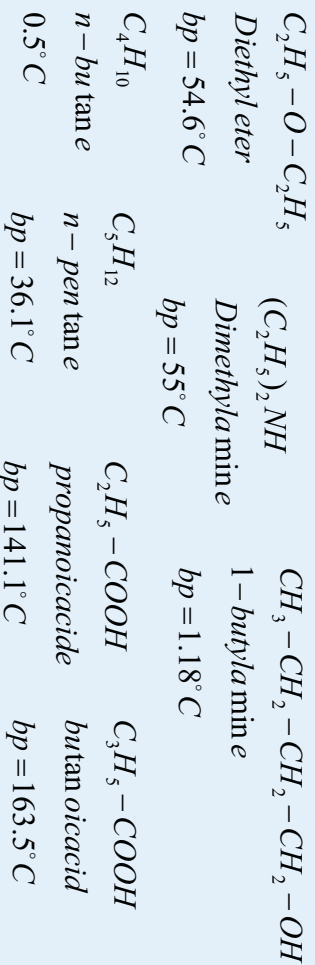 C₂H₅ – O – C₂H₅
Diethyl eter
bp = 54.6°C
(C₂H₅)₂NH
Dimethylamine
bp = 55°C
CH₃ – CH₂ – CH₂ – CH₂ – OH
1 – butylamine
bp = 1.18°C
C₄H₁₀
n – butane
0.5°C
C₅H₁₂
n – pentane
bp = 36.1°C
C₂H₅ – COOH
propanoicacide
bp = 141.1°C
C₃H₅ – COOH
butanoicacid
bp = 163.5°C